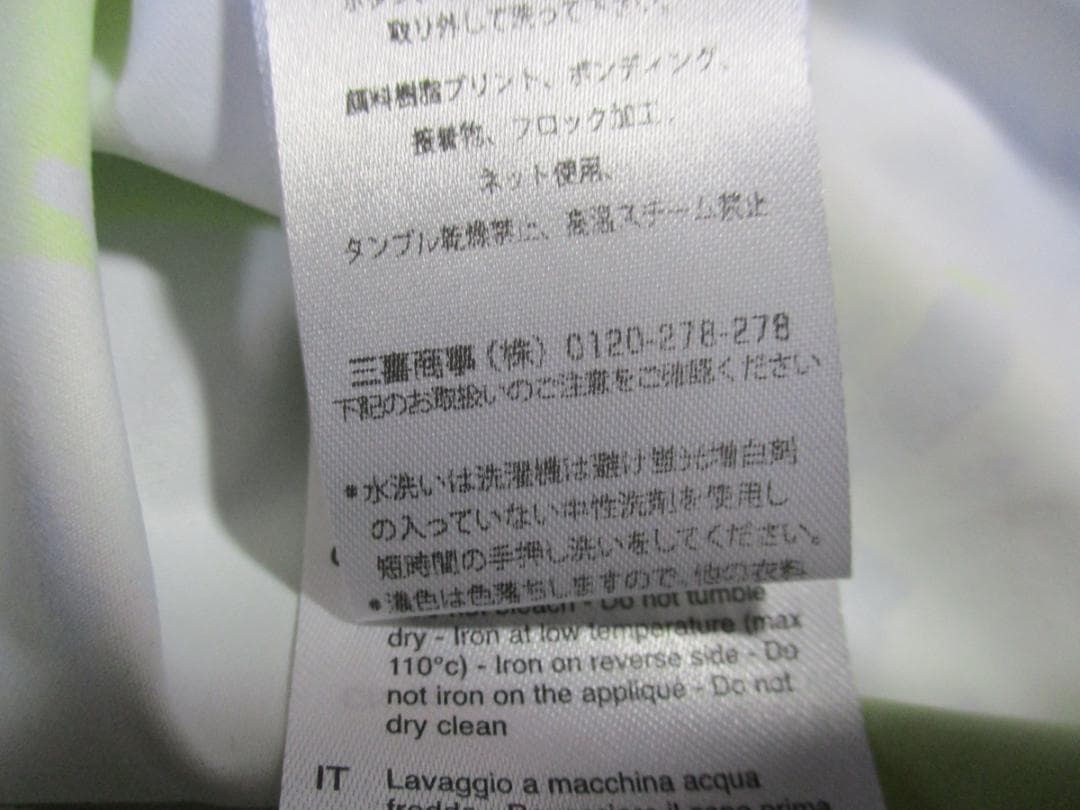 取り外して洗って下さい。
顔料樹脂プリント、ボンディング、
接着物、フロック加工、
ネット使用、
タンブル乾燥禁止、高温スチーム禁止
三喜商事(株) 0120-278-278
下記のお取扱いのご注意をご確認ください
*水洗いは洗濯機は避け蛍光増白剤
の入っていない中性洗剤を使用し
短時間の手押し洗いをしてください。
*濃色は色落ちしますので、他の衣料
not bleach - Do not tumble
dry - Iron at low temperature (max
110°c) - Iron on reverse side - Do
not iron on the appliqué - Do not
dry clean
IT Lavaggio a macchina acqua